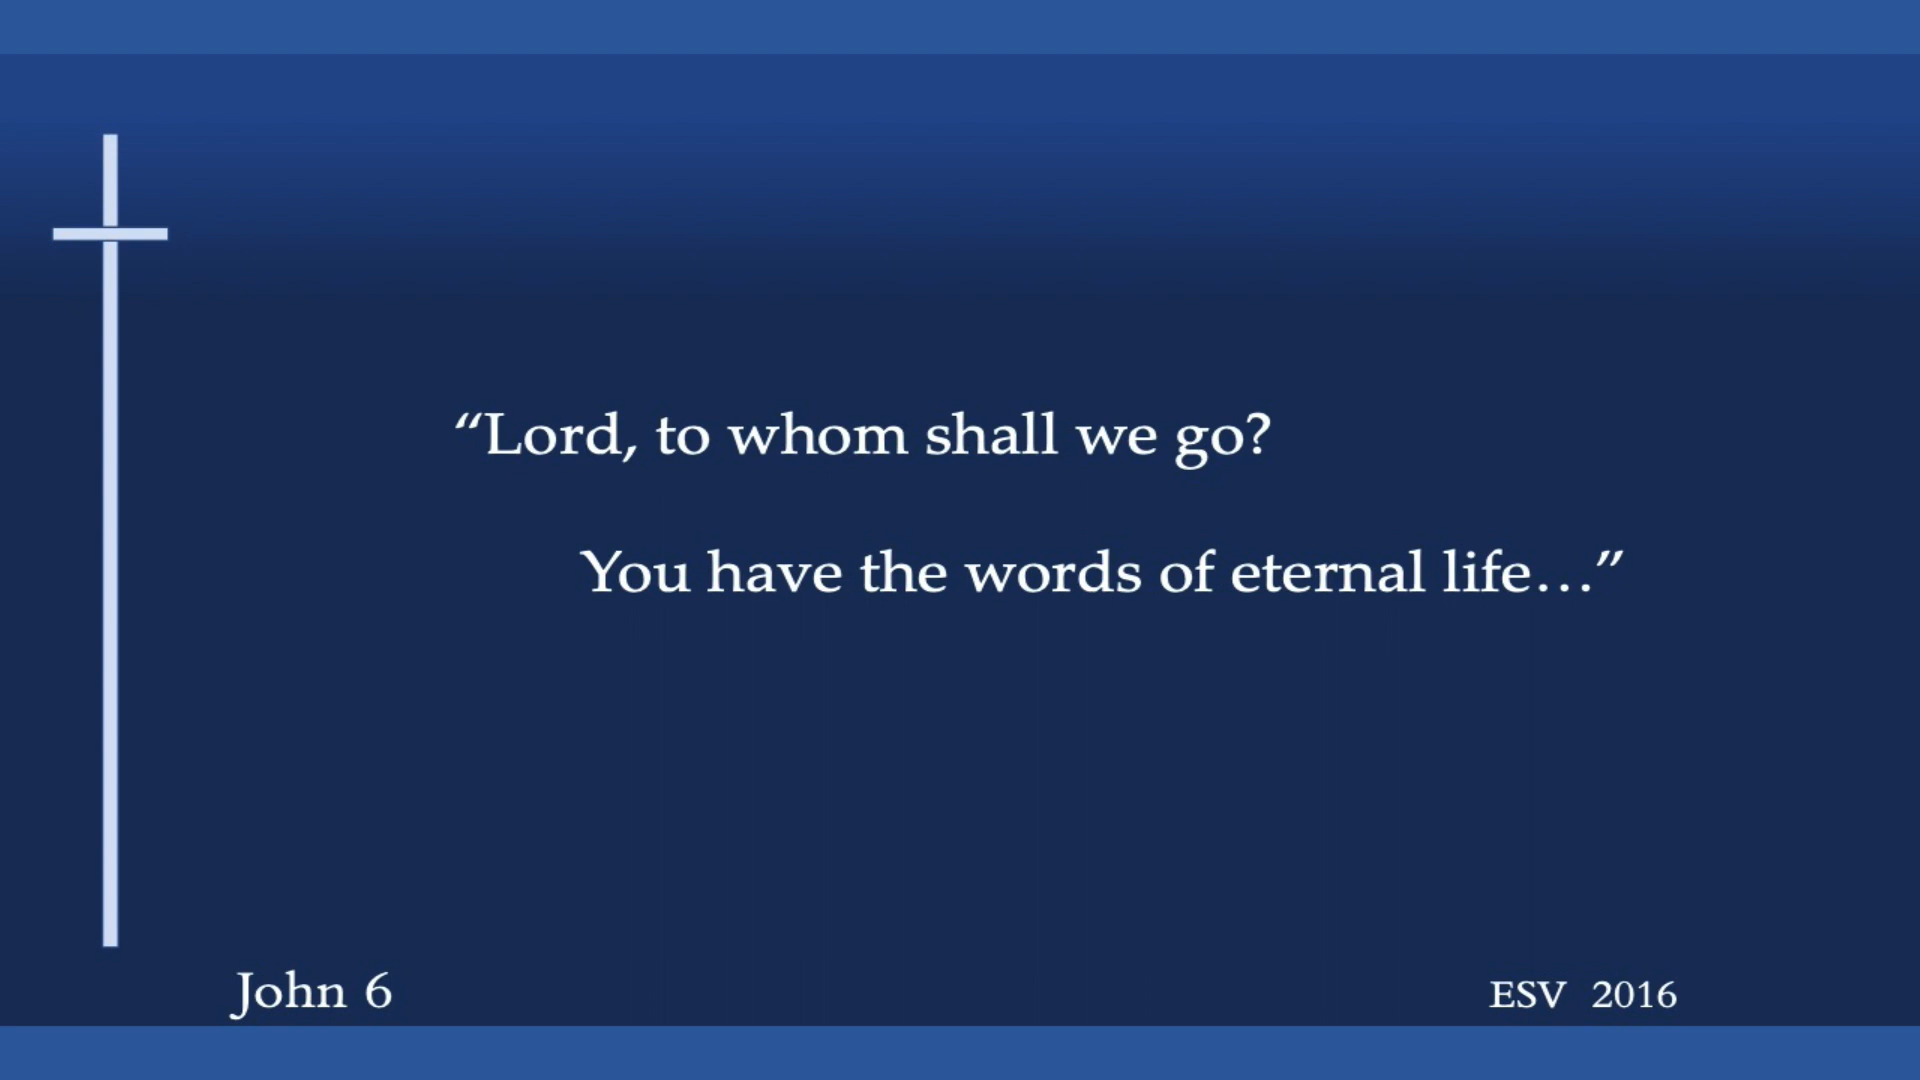 “Lord, to whom shall we go?
You have the words of eternal life…”
John 6
ESV 2016